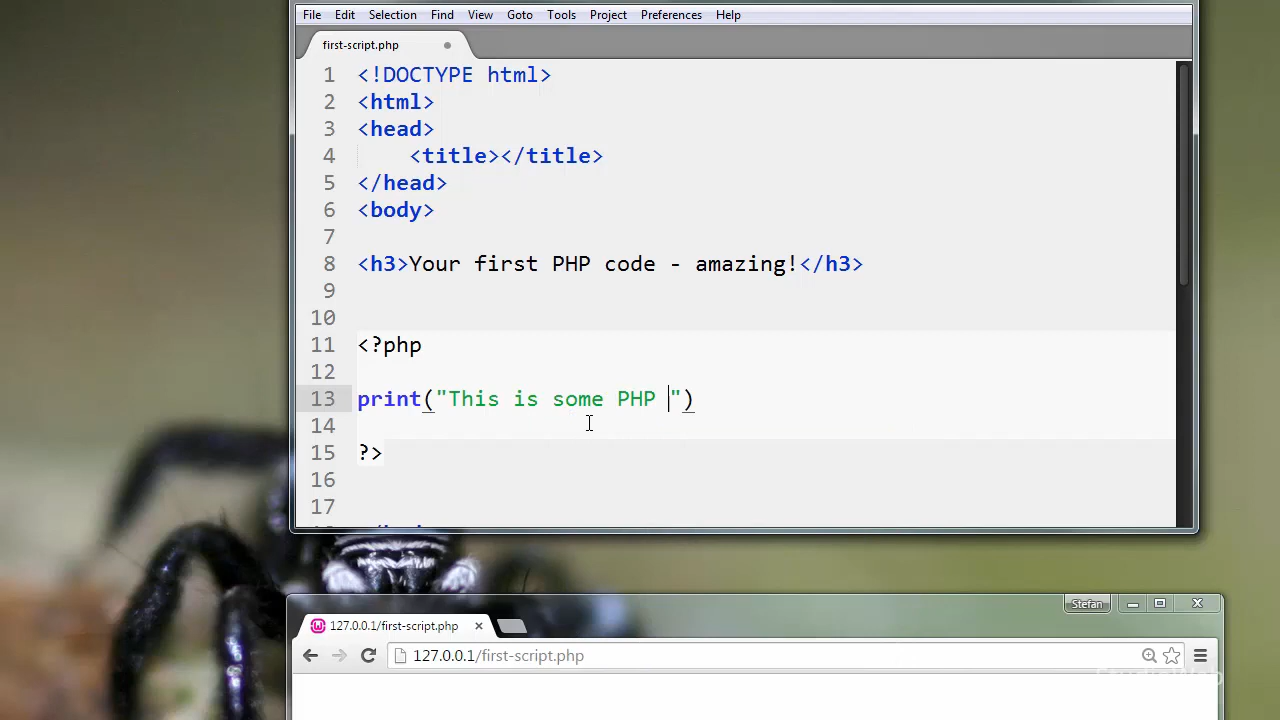 File Edit Selection Find View Goto Tools Project Preferences Help
first-script.php
1 <!DOCTYPE html>
2 <html>
3 <head>
4 <title></title>
5 </head>
6 <body>
7
8 <h3>Your first PHP code - amazing!</h3>
9
10
11 <?php
12
13 print("This is some PHP ")
14
15 ?>
16
17
Stefan
127.0.0.1/first-script.php
127.0.0.1/first-script.php